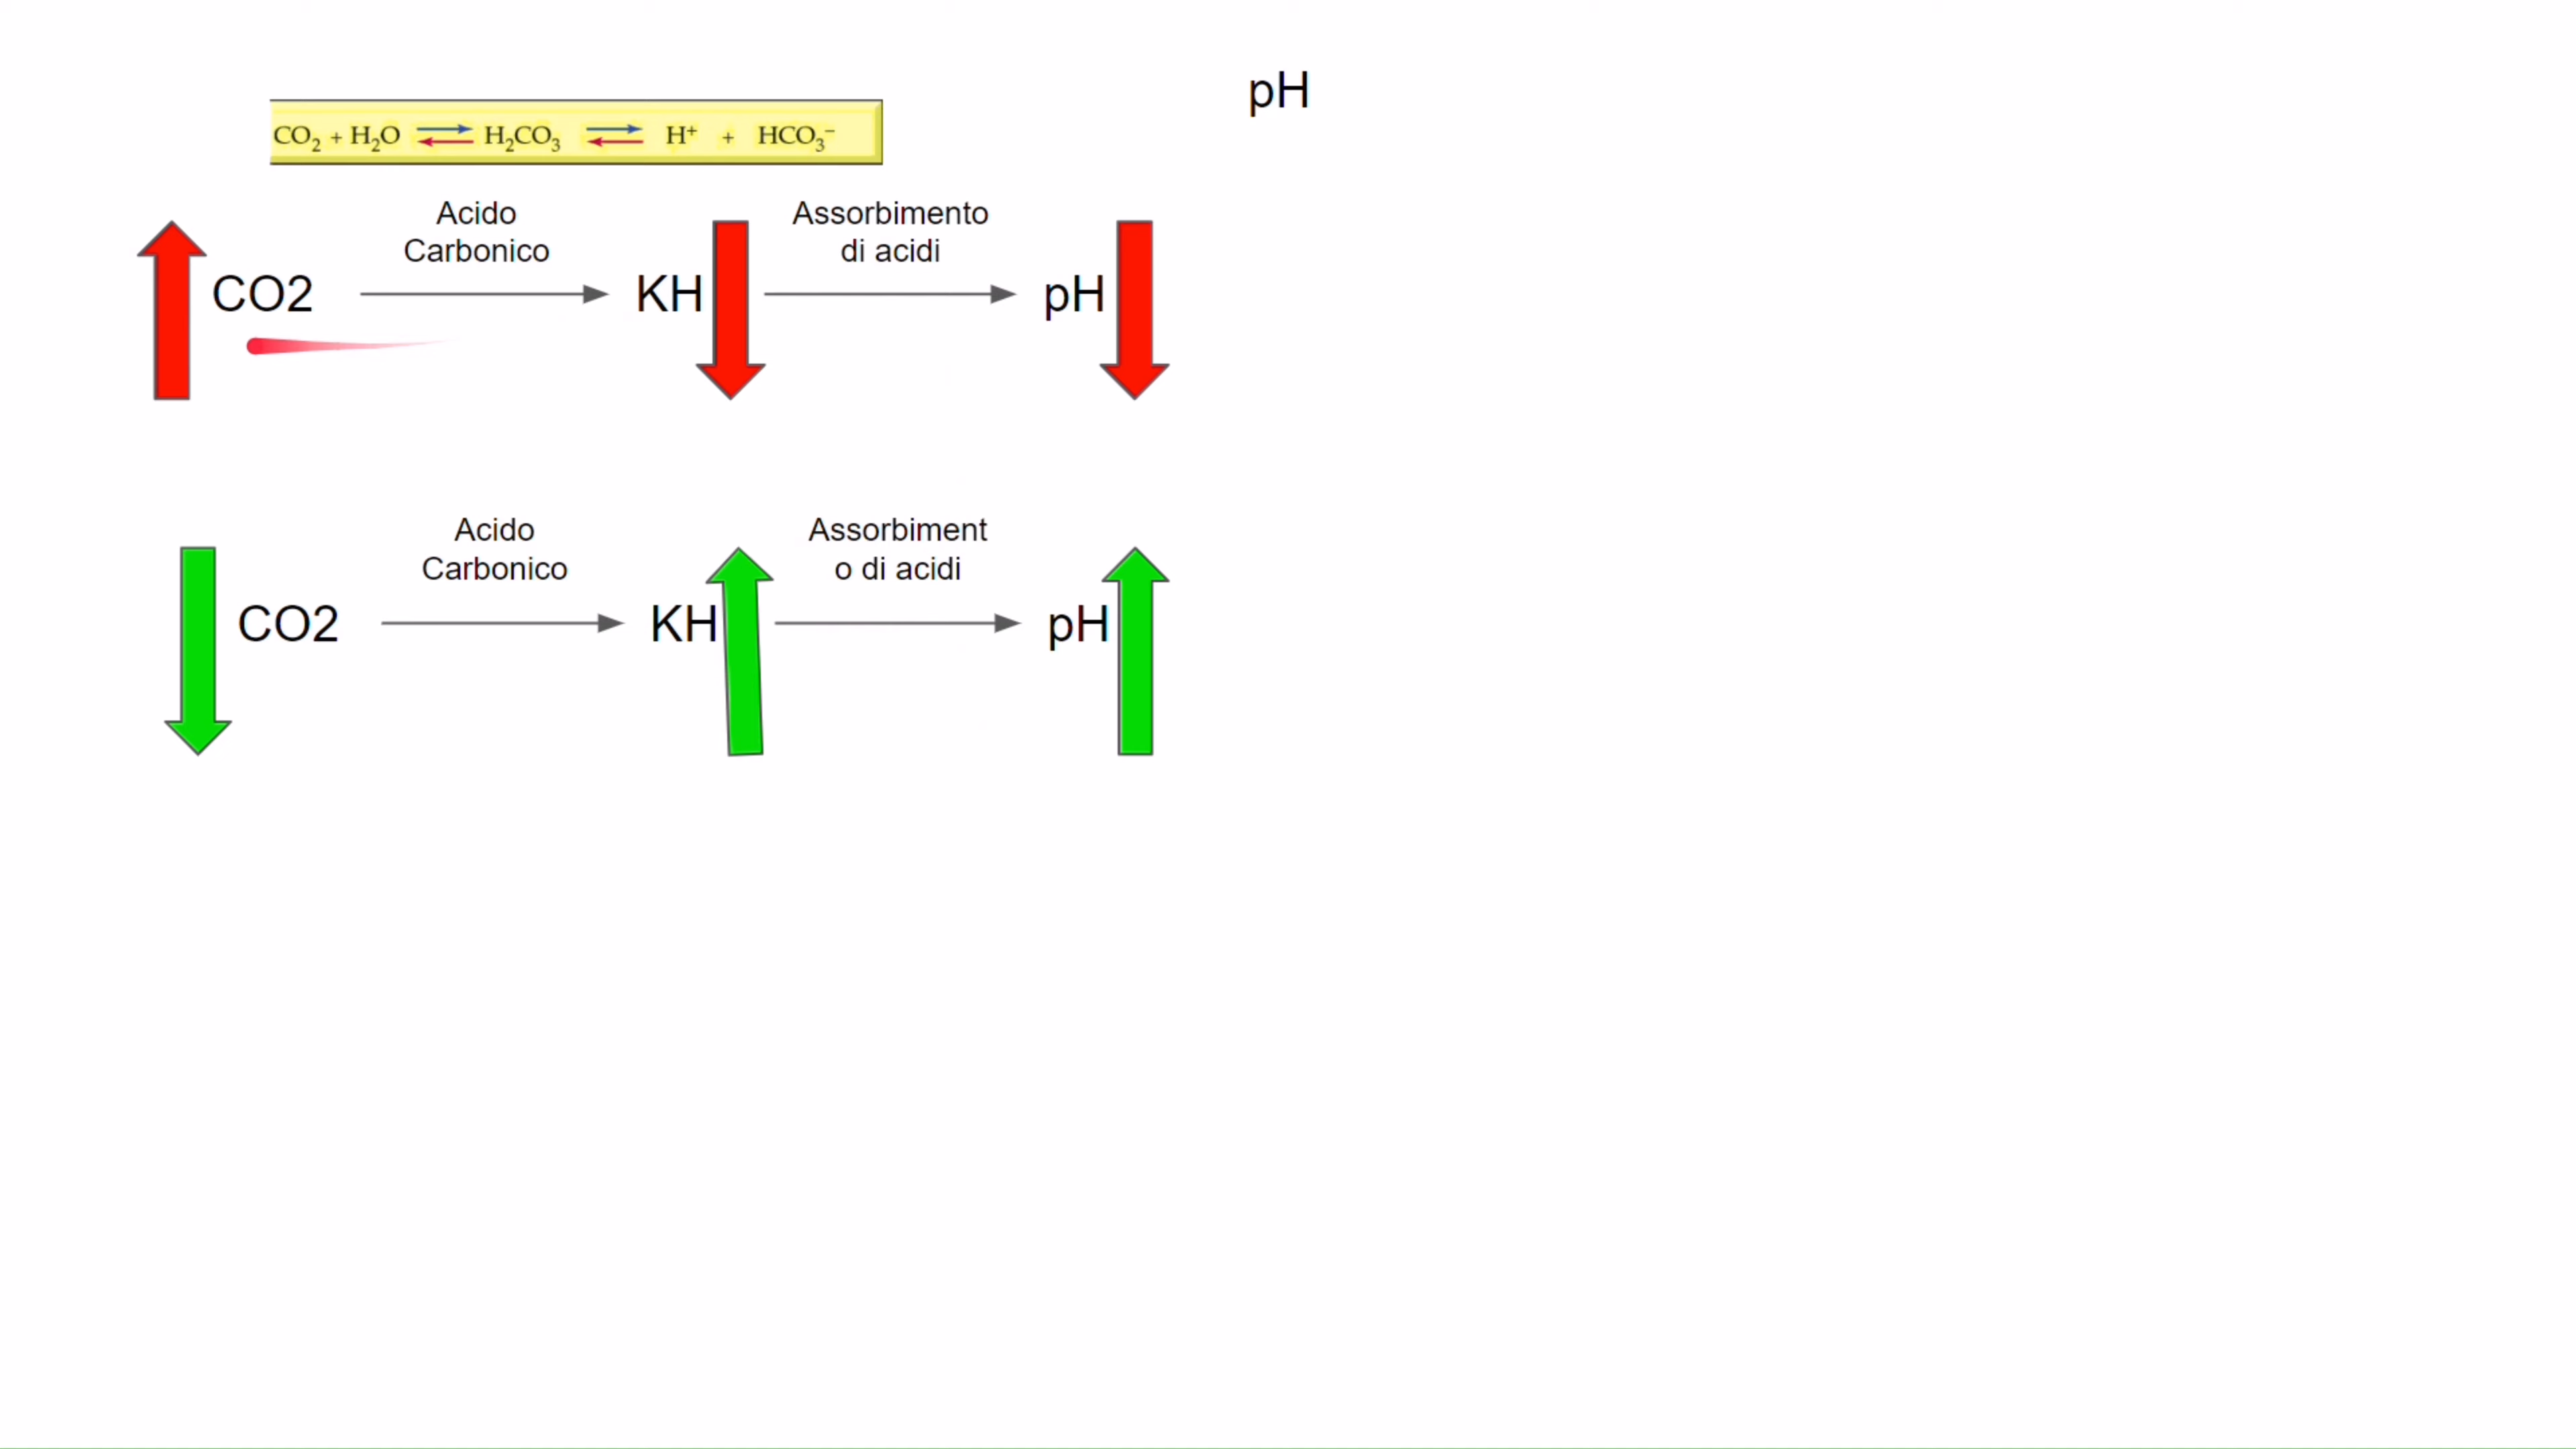 pH
CO₂ + H₂O ⇌ H₂CO₃ ⇌ H⁺ + HCO₃⁻
Acido
Carbonico
Assorbimento
di acidi
CO2
KH
pH
Acido
Carbonico
Assorbiment
o di acidi
CO2
KH
pH